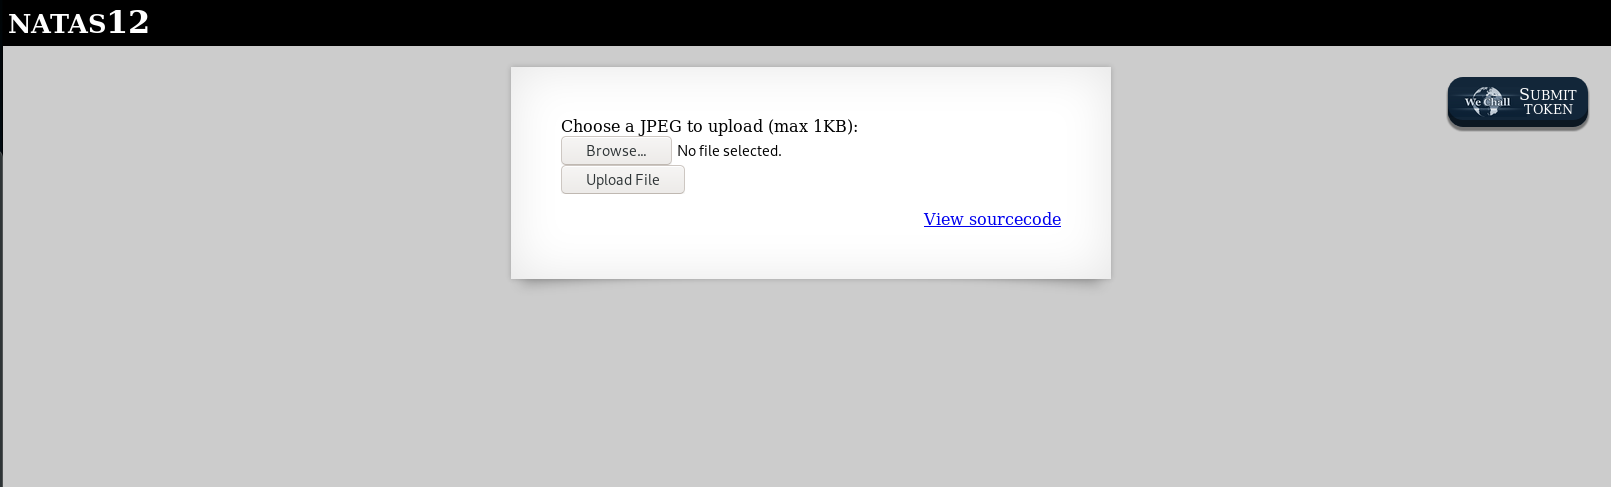 NATAS12
Choose a JPEG to upload (max 1KB):
Browse... No file selected.
Upload File
View sourcecode
We Chall
SUBMIT
TOKEN